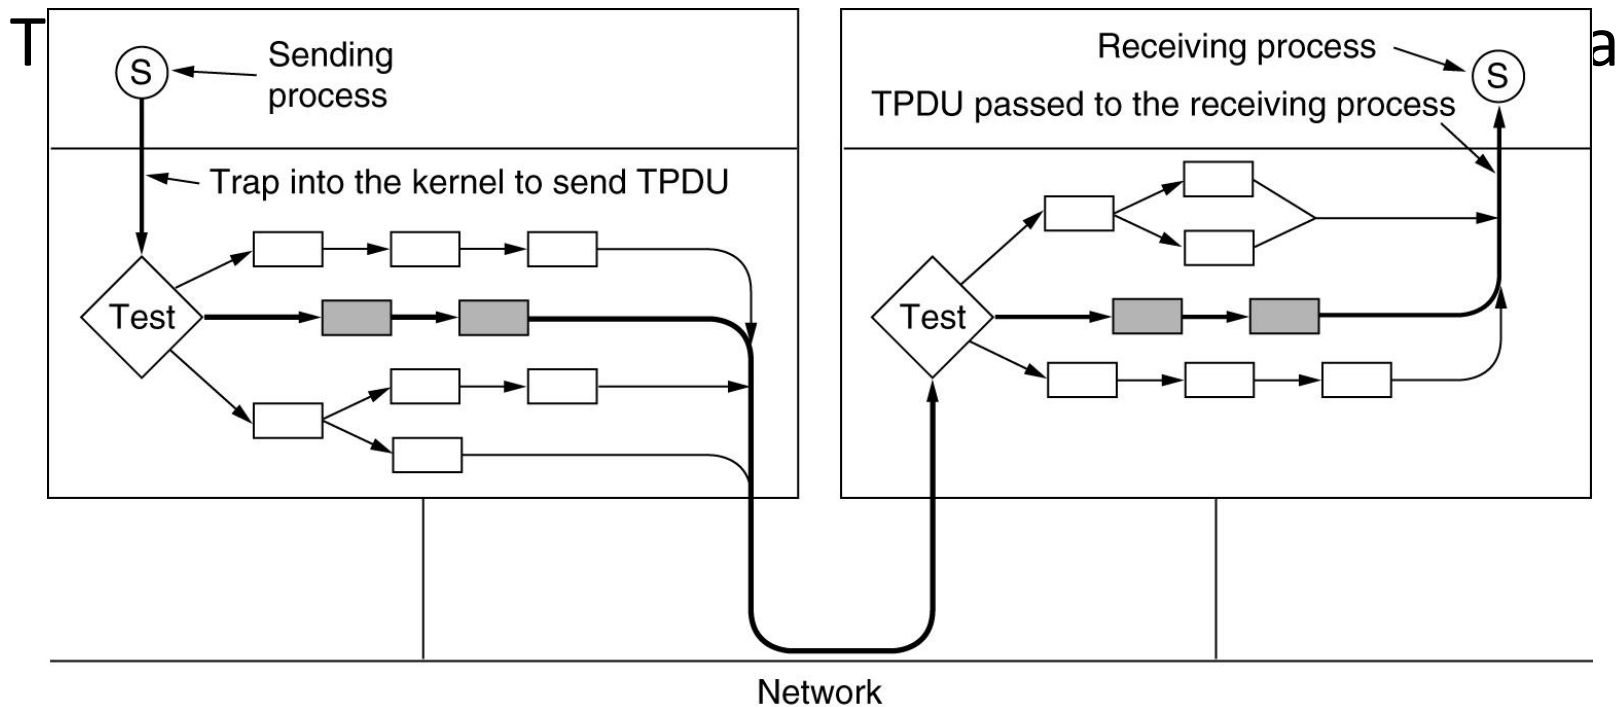 T
a
S
Sending
process
Trap into the kernel to send TPDU
Test
Receiving process
S
TPDU passed to the receiving process
Test
Network